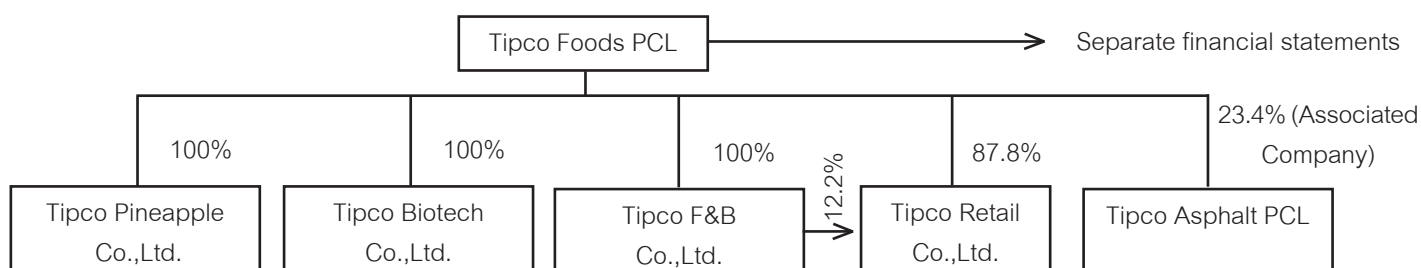 Tipco Foods PCL
Separate financial statements
100%
100%
100%
12.2%
87.8%
23.4% (Associated
Company)
Tipco Pineapple
Co.,Ltd.
Tipco Biotech
Co.,Ltd.
Tipco F&B
Co.,Ltd.
Tipco Retail
Co.,Ltd.
Tipco Asphalt PCL